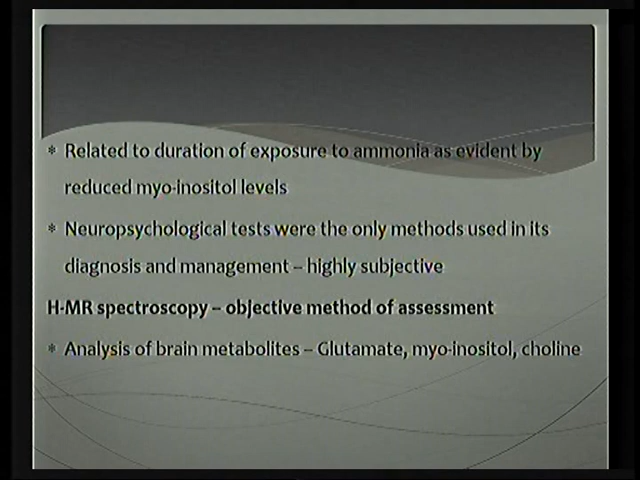 * Related to duration of exposure to ammonia as evident by
reduced myo-inositol levels
* Neuropsychological tests were the only methods used in its
diagnosis and management – highly subjective
H-MR spectroscopy – objective method of assessment
* Analysis of brain metabolites – Glutamate, myo-inositol, choline